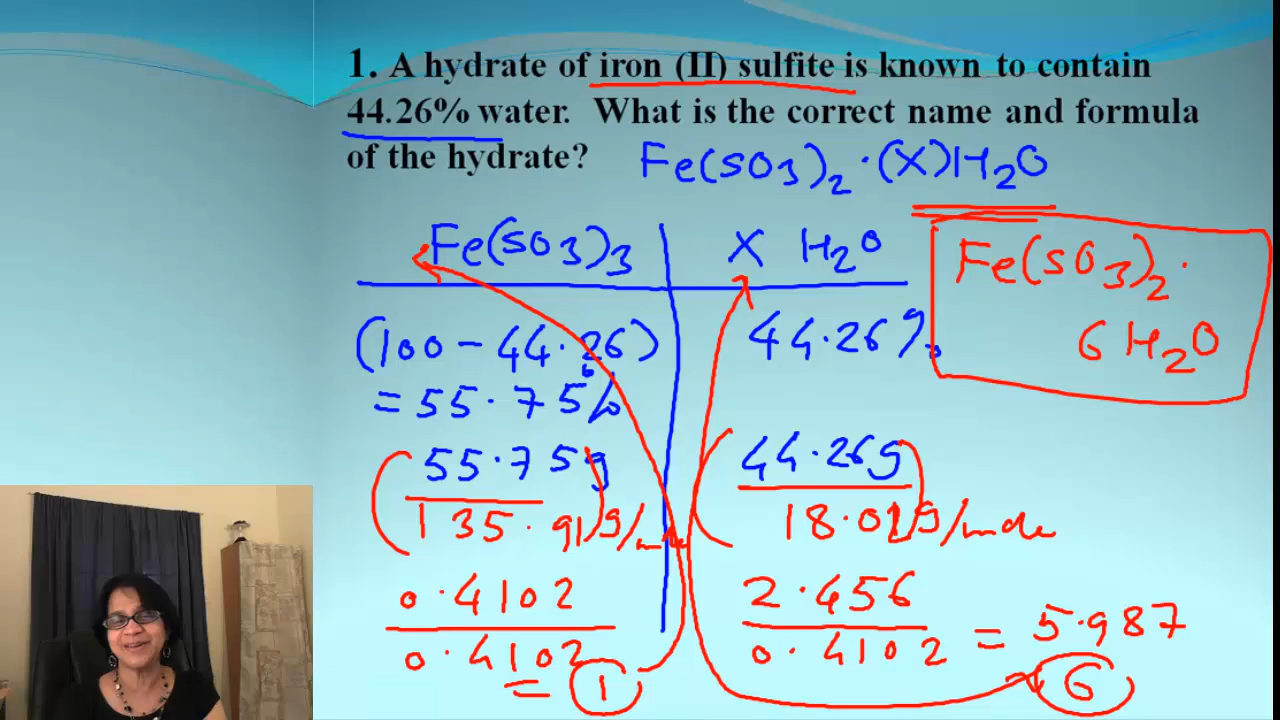 1. A hydrate of iron (II) sulfite is known to contain
44.26% water. What is the correct name and formula
of the hydrate?
Fe(SO3)2 · (X)H2O
Fe(SO3)3
X H2O
(100 - 44.26)
= 55.75%
44.26%
55.75g
135.91 g/
44.26g
18.02 g/mole
0.4102
0.4102
= 1
2.456
0.4102
= 5.987
6
Fe(SO3)2 ·
6 H2O